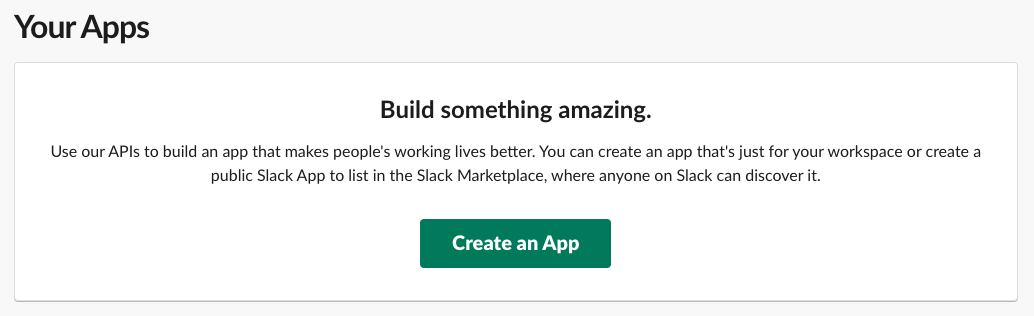 Your Apps
Build something amazing.
Use our APIs to build an app that makes people's working lives better. You can create an app that's just for your workspace or create a
public Slack App to list in the Slack Marketplace, where anyone on Slack can discover it.
Create an App